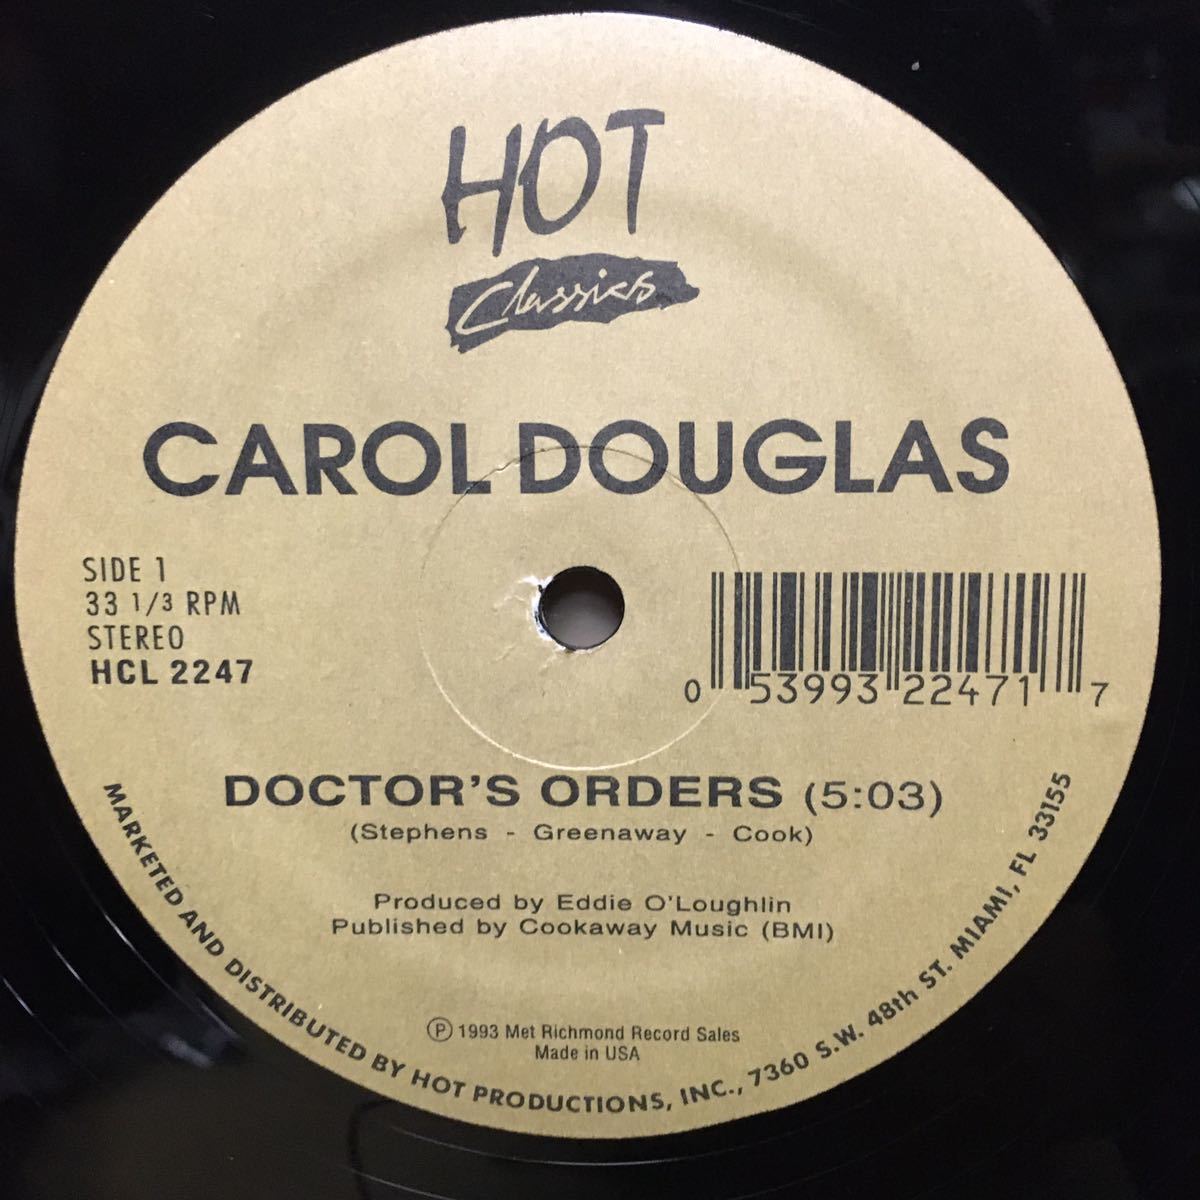 HOT
Classics
CAROL DOUGLAS
SIDE 1
33 1/3 RPM
STEREO
HCL 2247
0 53993 22471 7
DOCTOR'S ORDERS (5:03)
(Stephens - Greenaway - Cook)
Produced by Eddie O'Loughlin
Published by Cookaway Music (BMI)
Ⓟ 1993 Met Richmond Record Sales
Made in USA
MARKETED AND DISTRIBUTED BY HOT PRODUCTIONS, INC., 7360 S.W. 48th ST. MIAMI, FL 33155